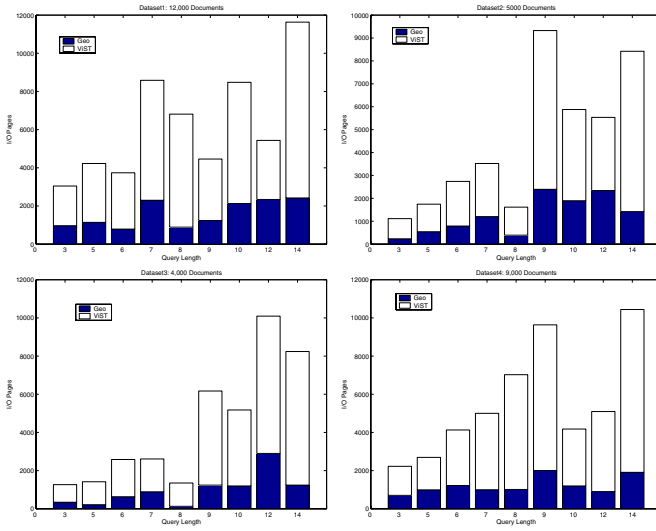 Dataset1: 12,000 Documents
12000
10000
8000
6000
4000
2000
0
I/O Pages
Geo
ViST
3 5 6 7 8 9 10 12 14
Query Length
Dataset2: 5000 Documents
10000
9000
8000
7000
6000
5000
4000
3000
2000
1000
0
I/O Pages
Geo
ViST
3 5 6 7 8 9 10 12 14
Query Length
Dataset3: 4,000 Documents
12000
10000
8000
6000
4000
2000
0
I/O Pages
Geo
ViST
3 5 6 7 8 9 10 12 14
Query Length
Dataset4: 9,000 Documents
12000
10000
8000
6000
4000
2000
0
I/O Pages
Geo
ViST
3 5 6 7 8 9 10 12 14
Query Length